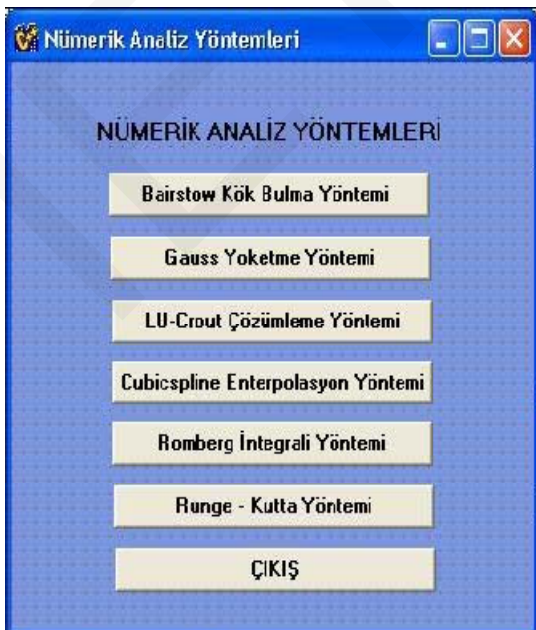 Nümerik Analiz Yöntemleri
NÜMERİK ANALİZ YÖNTEMLERİ
Bairstow Kök Bulma Yöntemi
Gauss Yoketme Yöntemi
LU-Crout Çözümleme Yöntemi
Cubicspline Enterpolasyon Yöntemi
Romberg İntegrali Yöntemi
Runge - Kutta Yöntemi
ÇIKIŞ